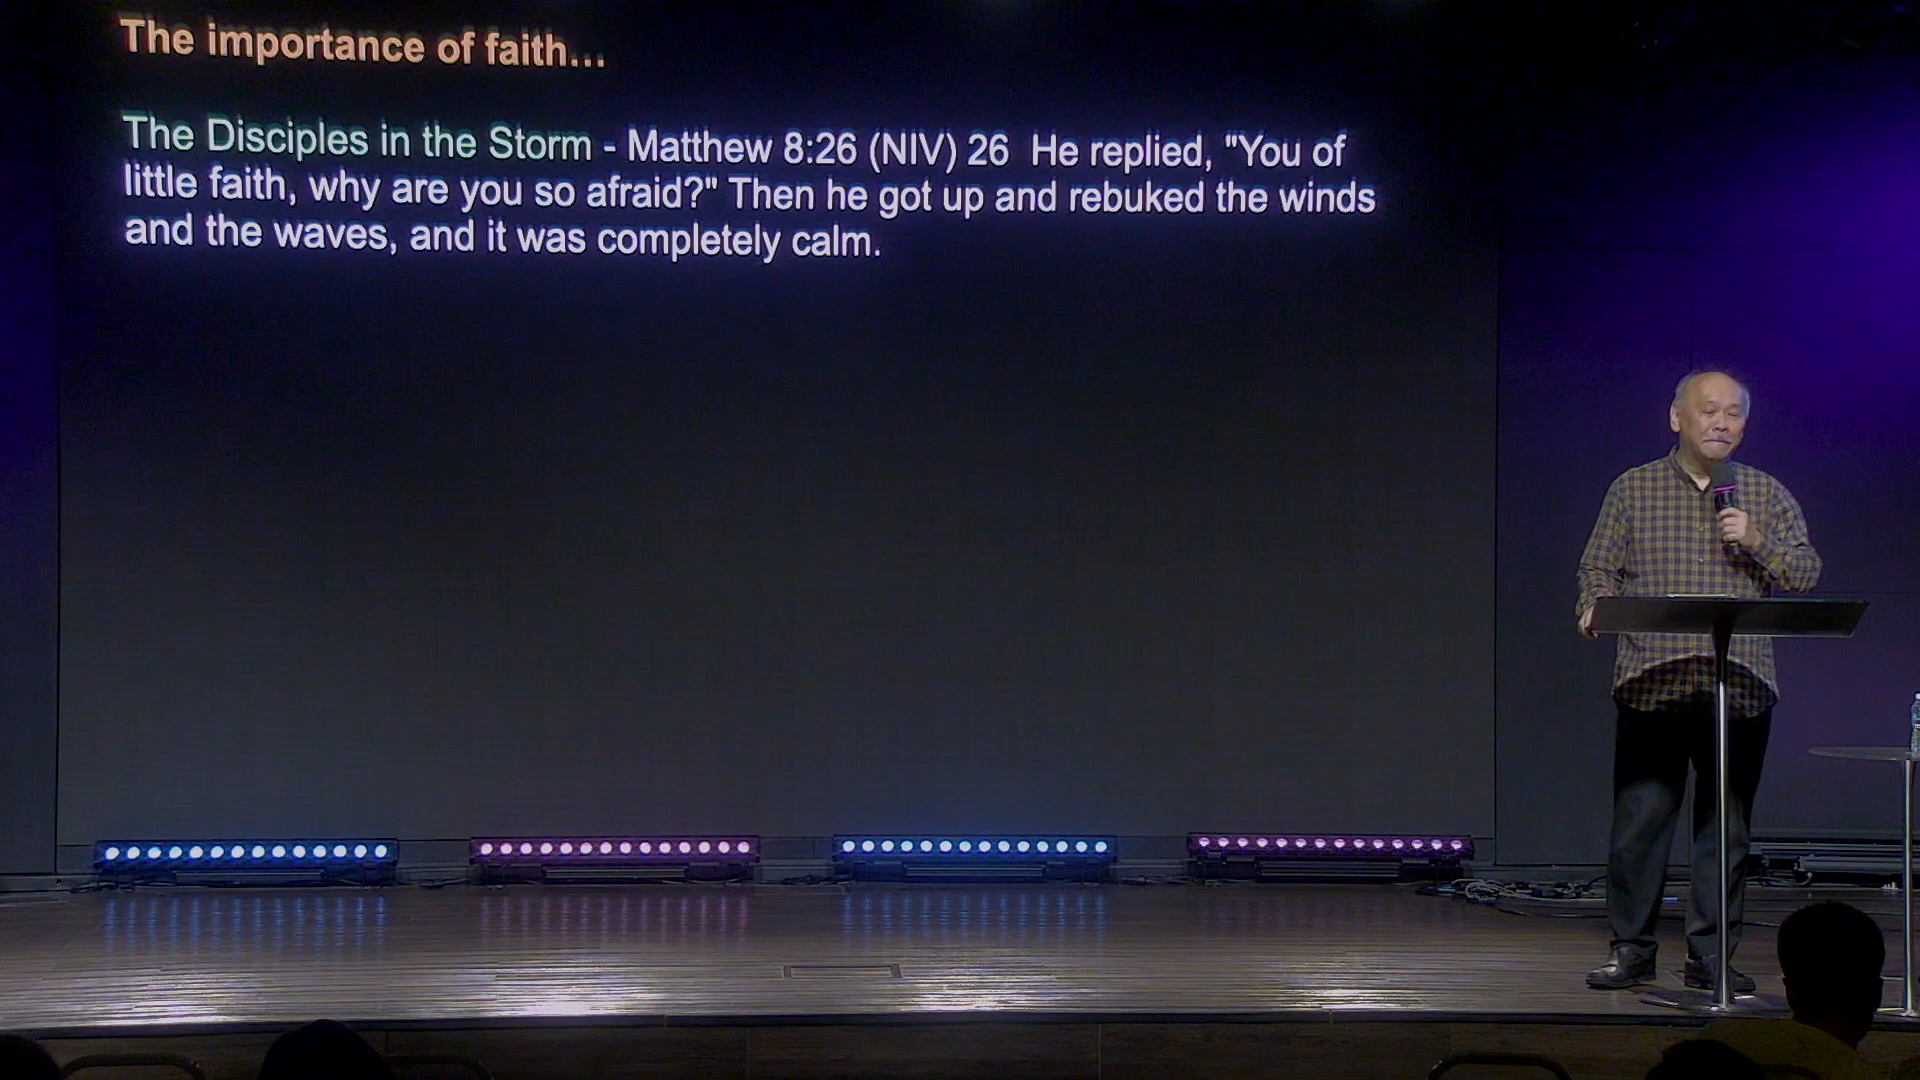 The importance of faith...
The Disciples in the Storm - Matthew 8:26 (NIV) 26  He replied, "You of
little faith, why are you so afraid?" Then he got up and rebuked the winds
and the waves, and it was completely calm.